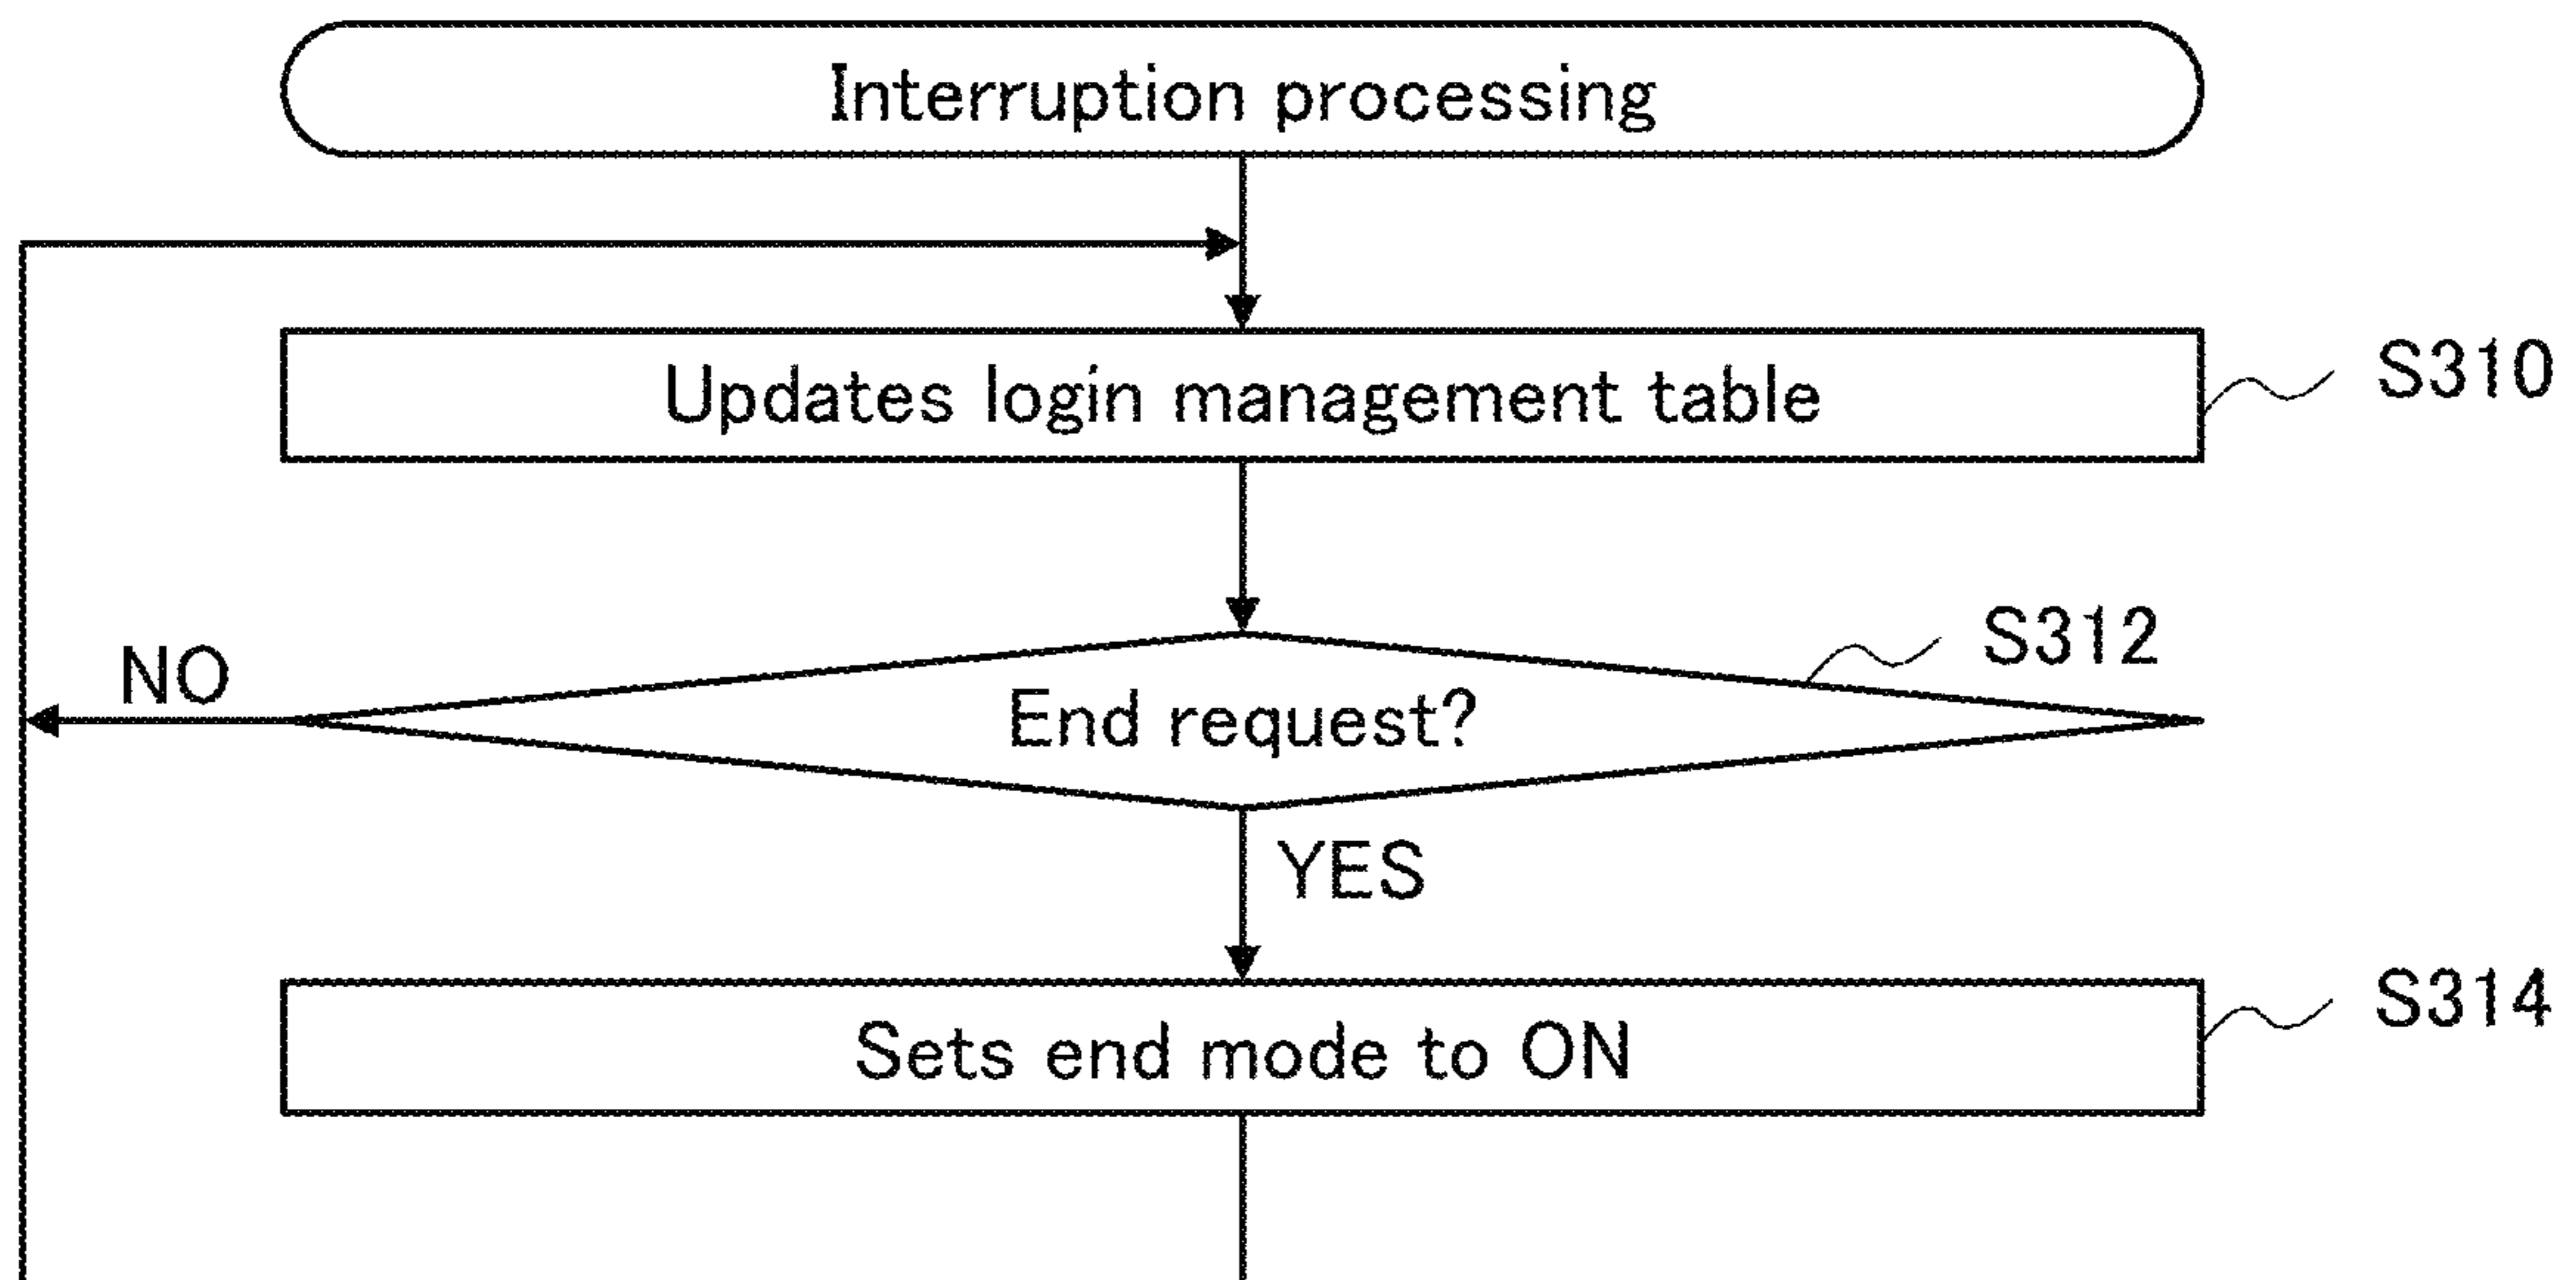 Interruption processing
Updates login management table
S310
S312
NO
End request?
YES
Sets end mode to ON
S314